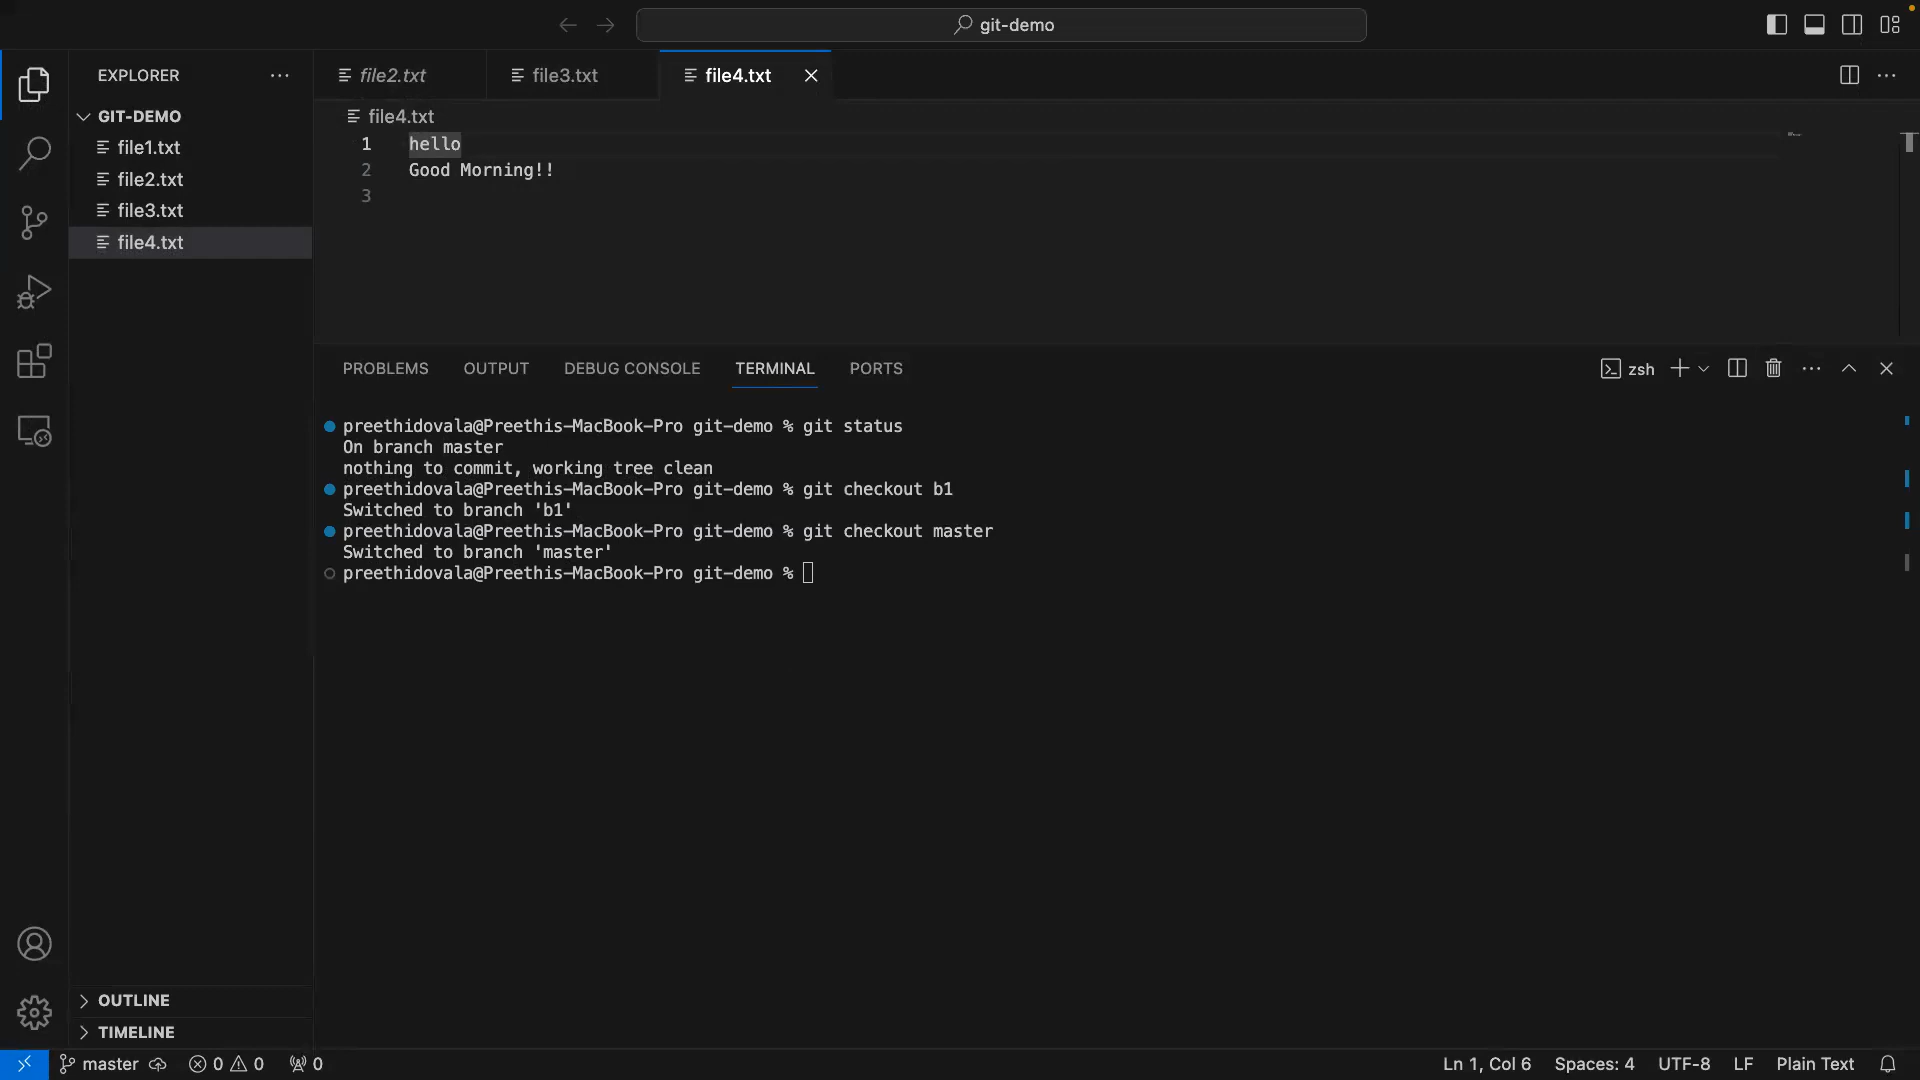 git-demo
EXPLORER
GIT-DEMO
file1.txt
file2.txt
file3.txt
file4.txt
OUTLINE
TIMELINE
file2.txt
file3.txt
file4.txt
file4.txt
1 hello
2 Good Morning!!
3
PROBLEMS OUTPUT DEBUG CONSOLE TERMINAL PORTS
zsh
preethidovala@Preethis-MacBook-Pro git-demo % git status
On branch master
nothing to commit, working tree clean
preethidovala@Preethis-MacBook-Pro git-demo % git checkout b1
Switched to branch 'b1'
preethidovala@Preethis-MacBook-Pro git-demo % git checkout master
Switched to branch 'master'
preethidovala@Preethis-MacBook-Pro git-demo %
master 0 0 0
Ln 1, Col 6 Spaces: 4 UTF-8 LF Plain Text